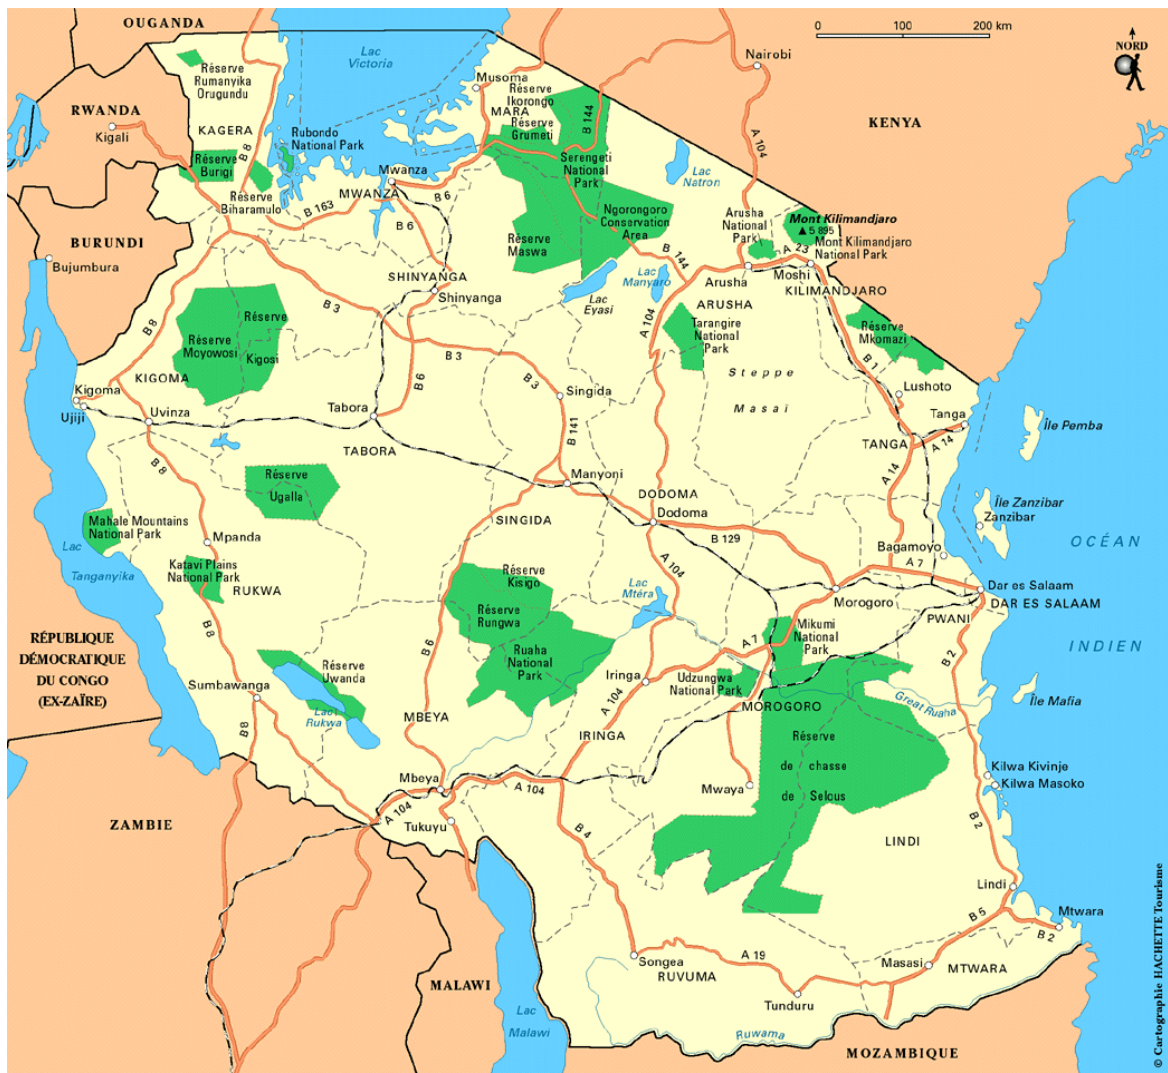 OUGANDA
0 100 200 km
NORD
Lac
Victoria
Nairobi
Réserve
Rumanyika
Orugundu
Musoma
Réserve
Ikorongo
MARA
Réserve
Grumeti
B 144
RWANDA
Kigali
KAGERA
B 8
Rubondo
National Park
KENYA
A 104
Réserve
Burigi
Serengeti
National
Park
Lac
Natron
Mwanza
MWANZA
B 6
Réserve
Biharamulo
B 163
B 6
Ngorongoro
Conservation
Area
Arusha
National
Park
Mont Kilimandjaro
5 895
Mont Kilimandjaro
National Park
BURUNDI
Bujumbura
Réserve
Maswa
B 144
A 23
Lac
Manyaro
Arusha
Moshi
SHINYANGA
Shinyanga
Lac
Eyasi
ARUSHA
KILIMANDJARO
B 3
B 8
Réserve
Réserve
Moyowosi
Kigosi
A 104
Tarangire
National
Park
Réserve
Mkomazi
B 3
B 6
B 3
B 1
Steppe
Masaï
KIGOMA
Kigoma
Ujiji
Uvinza
Tabora
Singida
Lushoto
Tanga
Île Pemba
TABORA
B 141
TANGA
A 14
A 14
B 8
Réserve
Ugalla
Manyoni
DODOMA
Dodoma
SINGIDA
Île Zanzibar
Zanzibar
Mahale Mountains
National Park
Mpanda
B 129
OCÉAN
Lac
Tanganyika
Katavi Plains
National Park
RUKWA
Bagamoyo
A 7
Réserve
Kisigo
A 104
Lac
Mtéra
Dar es Salaam
DAR ES SALAAM
Morogoro
PWANI
Réserve
Rungwa
B 8
B 6
Mikumi
National
Park
A 7
RÉPUBLIQUE
DÉMOCRATIQUE
DU CONGO
(EX-ZAÏRE)
Ruaha
National
Park
INDIEN
B 2
Réserve
Uwanda
Iringa
Udzungwa
National Park
Sumbawanga
A 104
MOROGORO
Great Ruaha
Île Mafia
B8
Rukwa
MBEYA
IRINGA
Réserve
de chasse
de Selous
Mbeya
A 104
Mwaya
Kilwa Kivinje
Kilwa Masoko
A 104
Tukuyu
ZAMBIE
B 4
B 2
LINDI
Lindi
B 5
Mtwara
B 2
Songea
RUVUMA
A 19
Masasi
MTWARA
MALAWI
Tunduru
Lac
Malawi
Ruwama
MOZAMBIQUE
© Cartographie HACHETTE Tourisme